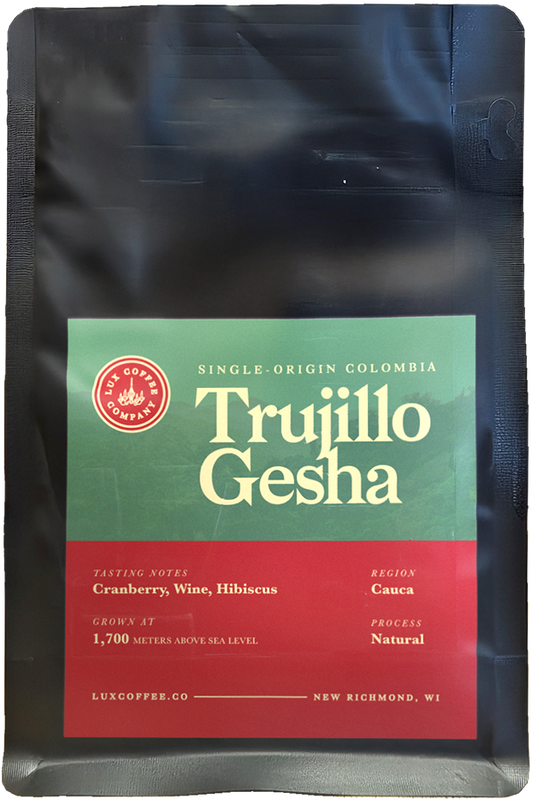 LUX COFFEE
COMPANY
SINGLE-ORIGIN COLOMBIA
Trujillo
Gesha
TASTING NOTES
Cranberry, Wine, Hibiscus
REGION
Cauca
GROWN AT
1,700 METERS ABOVE SEA LEVEL
PROCESS
Natural
LUXCOFFEE.CO
NEW RICHMOND, WI